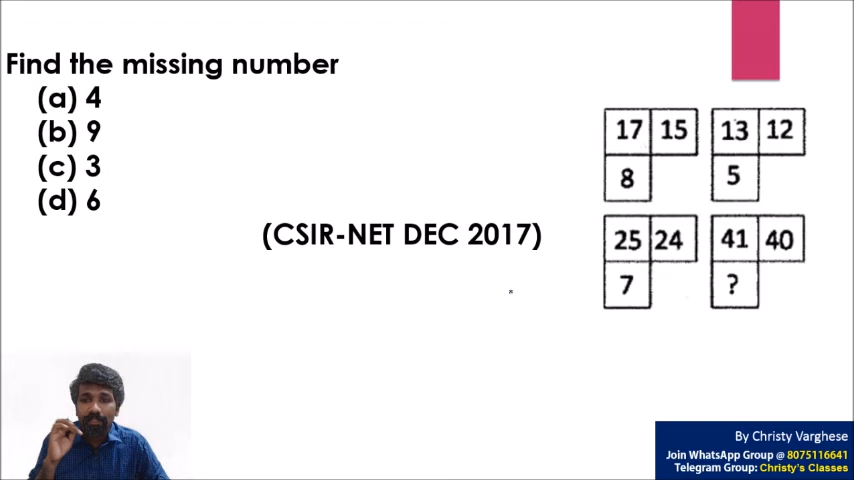 Find the missing number
(a) 4
(b) 9
(c) 3
(d) 6
(CSIR-NET DEC 2017)
17 15 13 12
8 5
25 24 41 40
7 ?
By Christy Varghese
Join WhatsApp Group @ 8075116641
Telegram Group: Christy's Classes